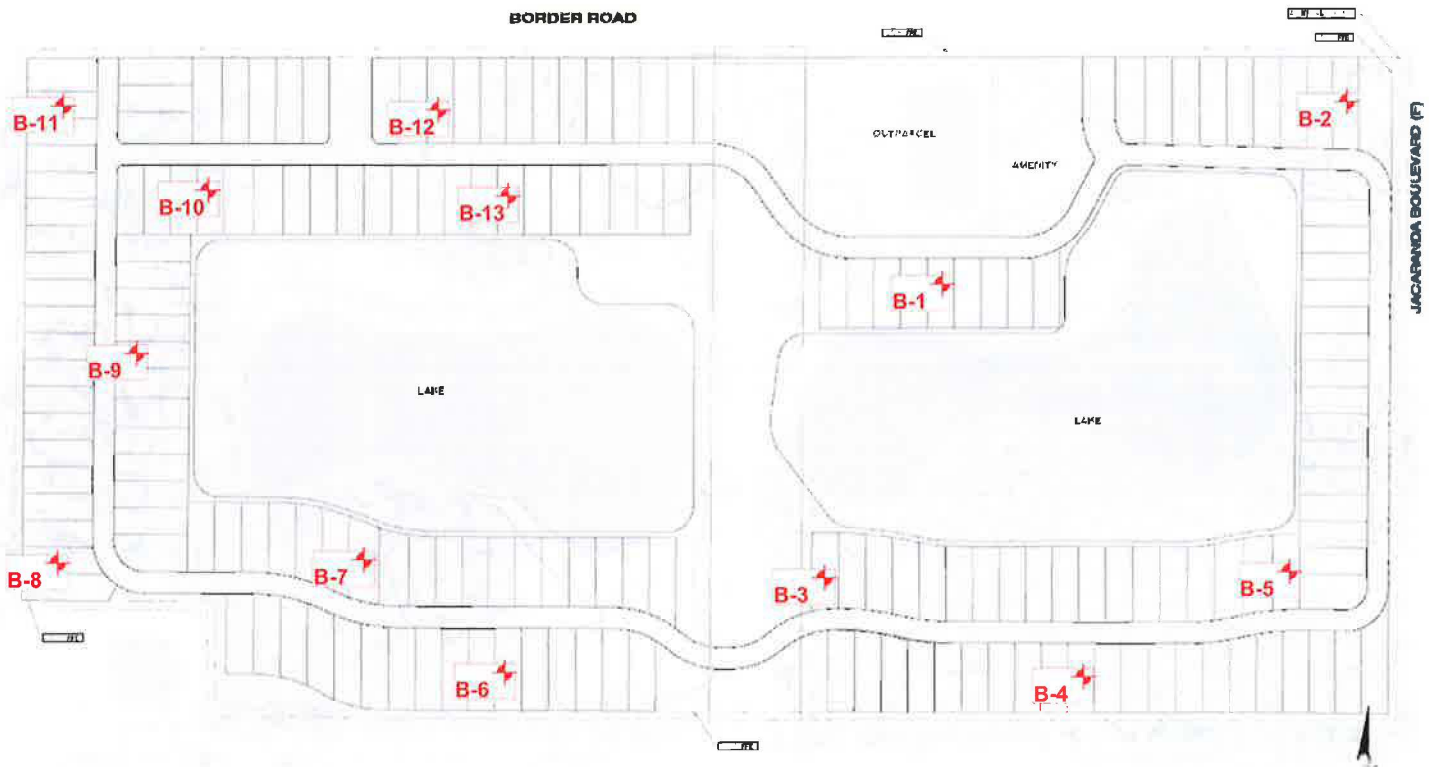 BORDER ROAD
JACARANDA BOULEVARD (F)
B-11
B-12
OUTPARCEL
B-2
AMENITY
B-10
B-13
B-1
B-9
LAKE
LAKE
B-8
B-7
B-3
B-5
B-6
B-4